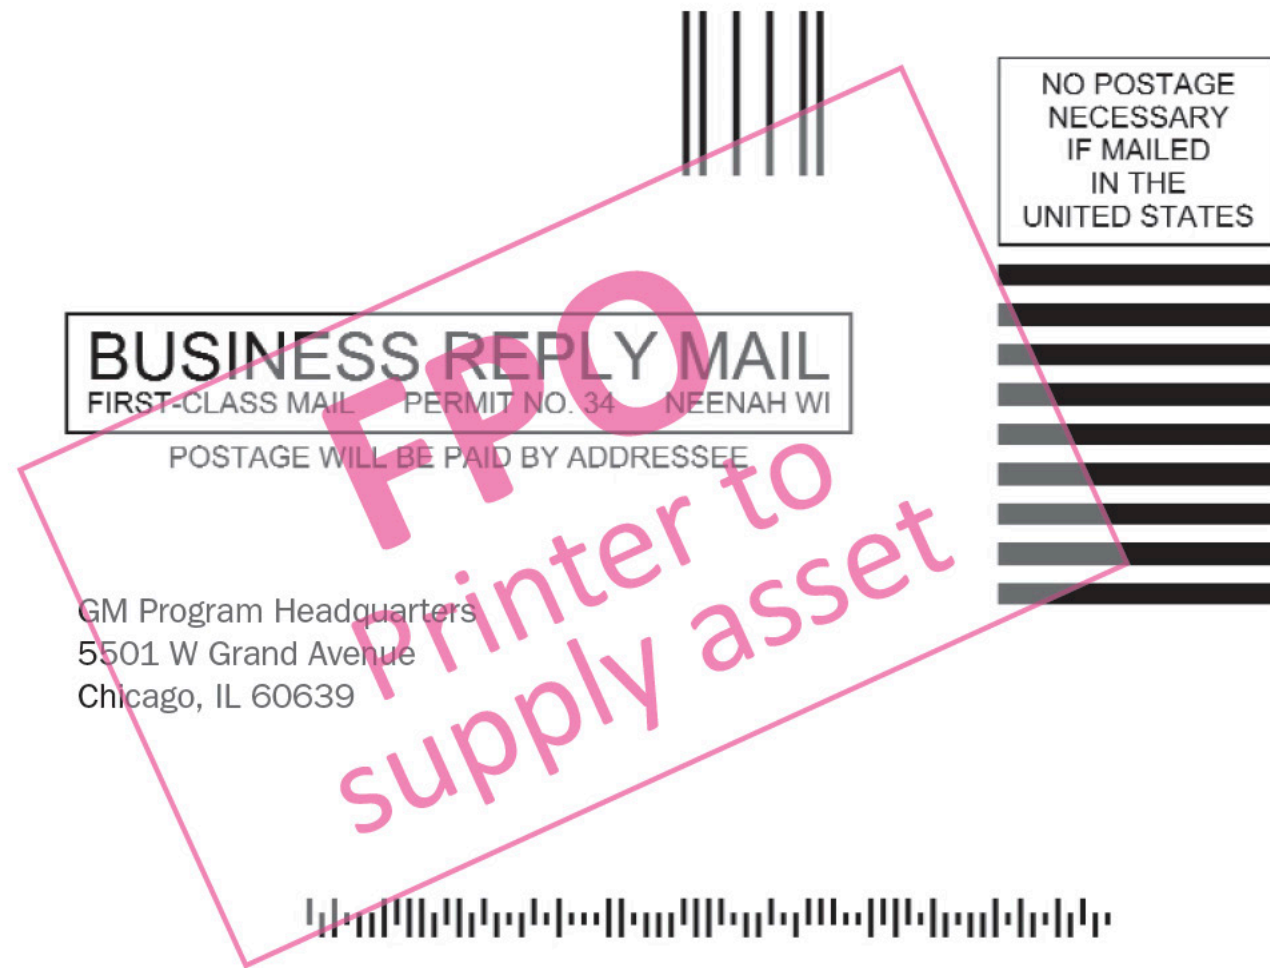 NO POSTAGE
NECESSARY
IF MAILED
IN THE
UNITED STATES
BUSINESS REPLY MAIL
FIRST-CLASS MAIL PERMIT NO. 34 NEENAH WI
POSTAGE WILL BE PAID BY ADDRESSEE
GM Program Headquarters
5501 W Grand Avenue
Chicago, IL 60639
FPO
Printer to
supply asset